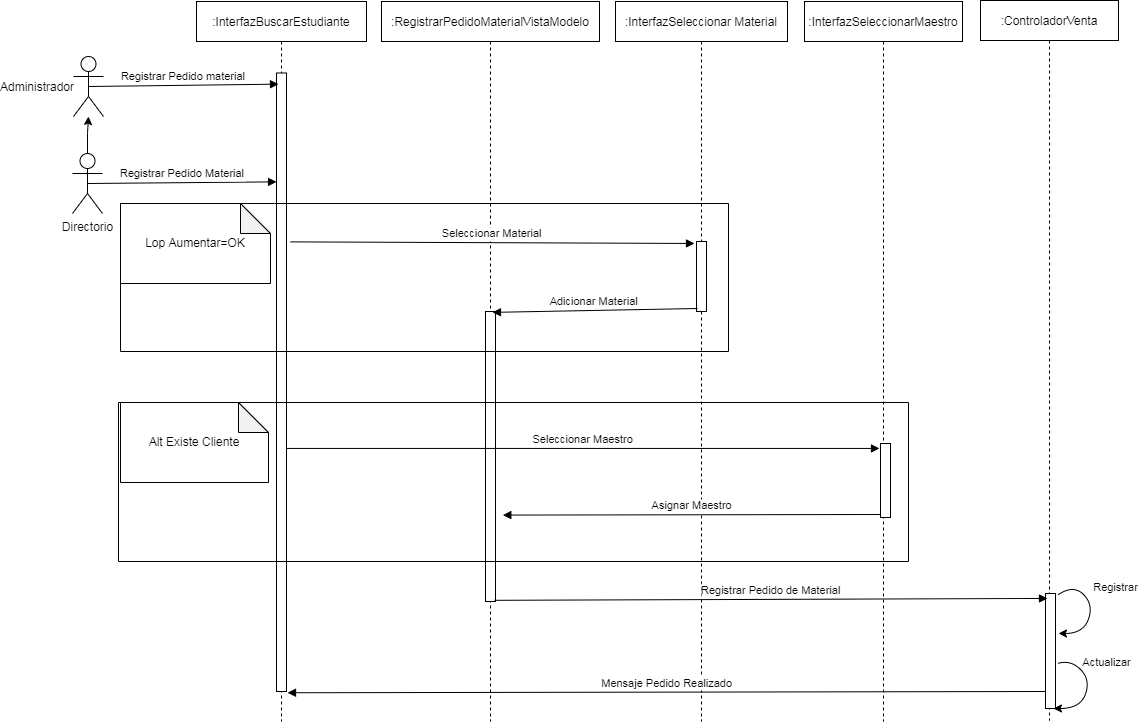 :InterfaBuscarEstudiante
:RegistrarPedidoMaterialVistaModelo
:InterfazSeleccionar Material
:InterfazSeleccionarMaestro
:ControladorVenta
Registrar Pedido material
Administrador
Registrar Pedido Material
Directorio
Lop Aumentar=OK
Seleccionar Material
Adicionar Material
Alt Existe Cliente
Seleccionar Maestro
Asignar Maestro
Registrar Pedido de Material
Registrar
Actualizar
Mensaje Pedido Realizado